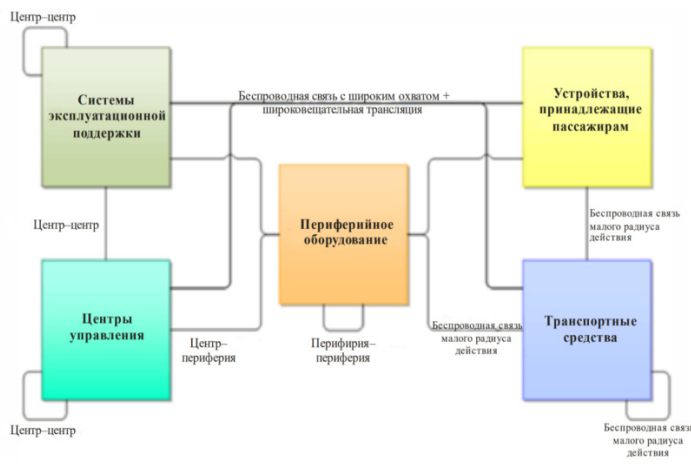 Центр–центр
Системы
эксплуатационной
поддержки
Беспроводная связь с широким охватом +
широковещательная трансляция
Устройства,
принадлежащие
пассажирам
Периферийное
оборудование
Центр–центр
Беспроводная связь
малого радиуса
действия
Центры
управления
Центр–
периферия
Перифирия–
периферия
Беспроводная связь
малого радиуса
действия
Транспортные
средства
Центр–центр
Беспроводная связь
малого радиуса
действия